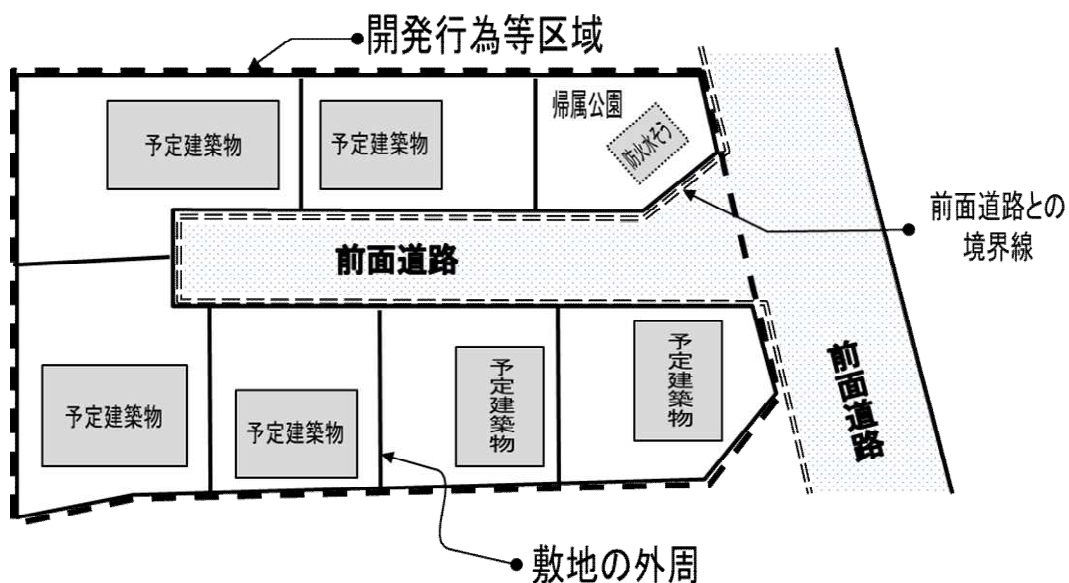 開発行為等区域
帰属公園
予定建築物
予定建築物
防火水そう
前面道路との
境界線
前面道路
予定建築物
予定建築物
予定建築物
予定建築物
前面道路
敷地の外周